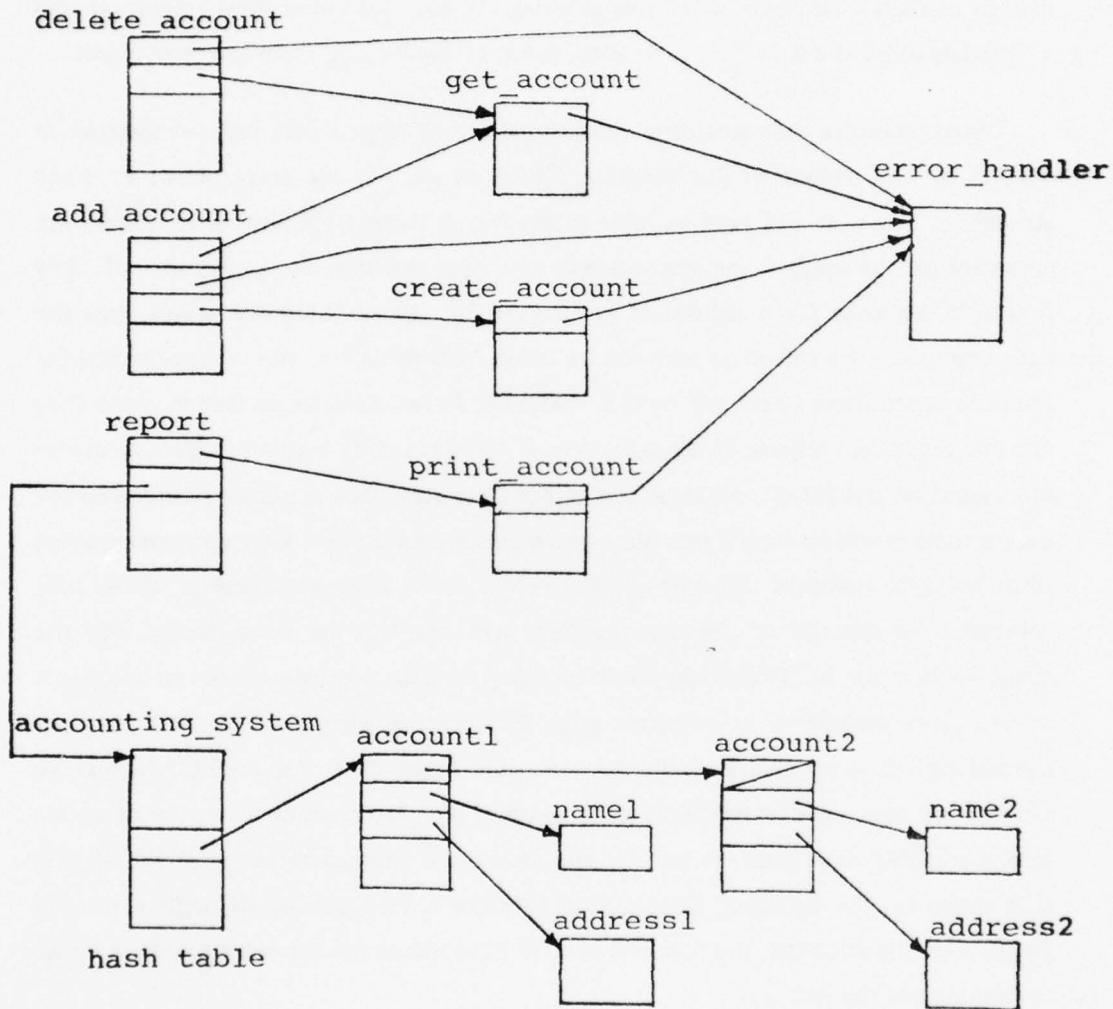 delete_account
get_account
error_handler
add_account
create_account
report
print_account
accounting_system
account1
account2
name1
name2
address1
address2
hash table